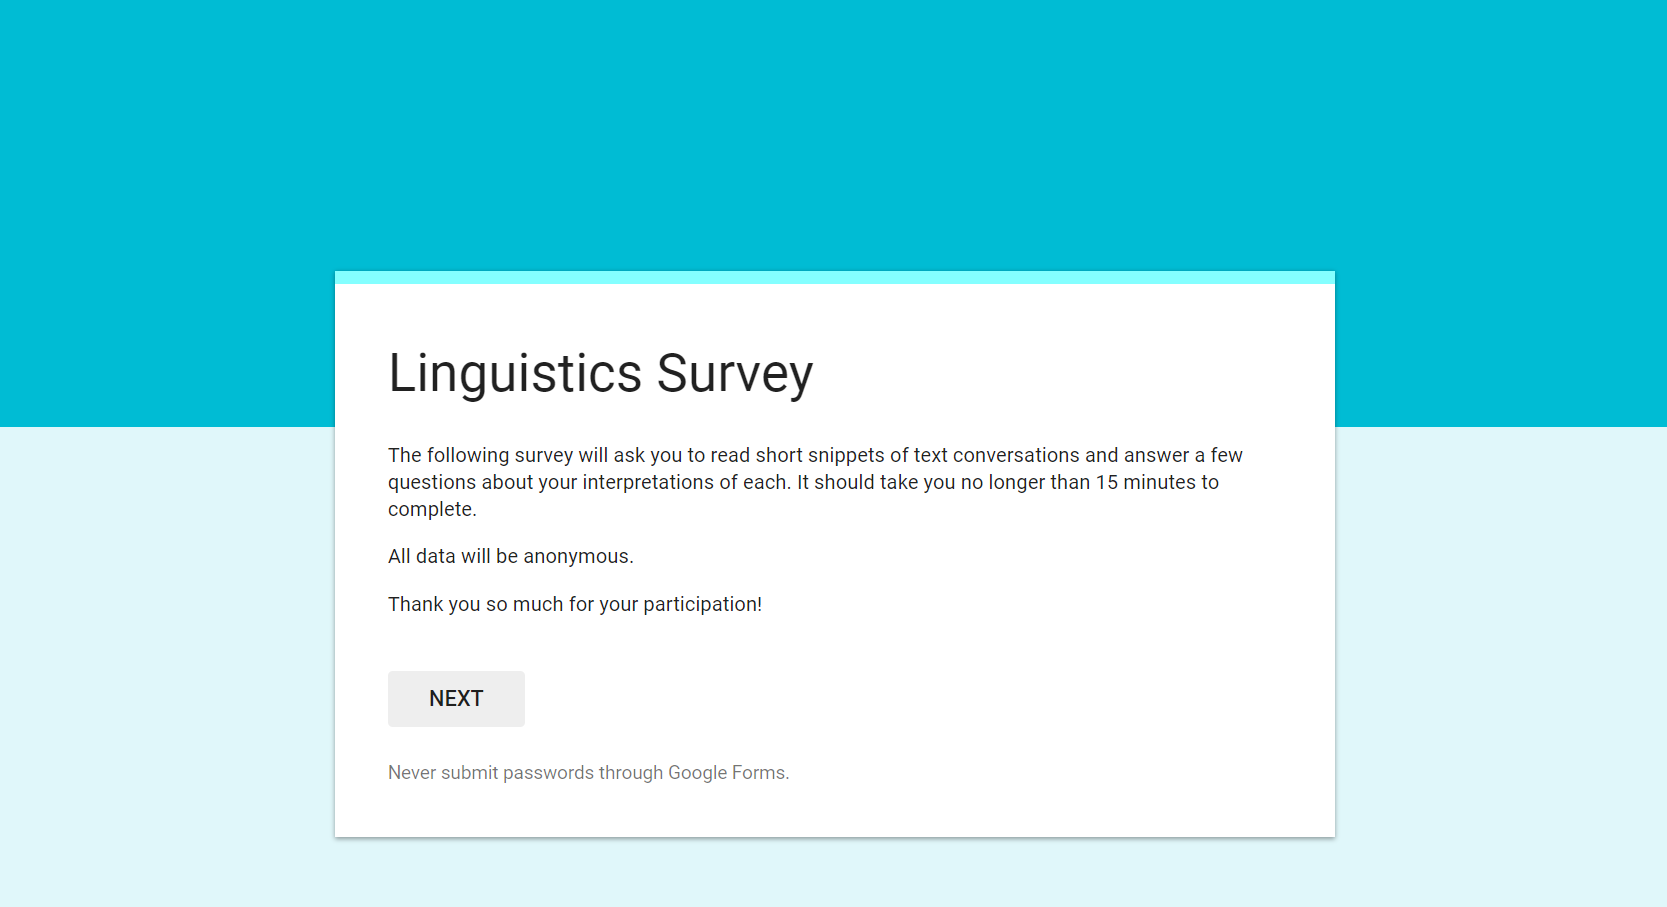 Linguistics Survey
The following survey will ask you to read short snippets of text conversations and answer a few
questions about your interpretations of each. It should take you no longer than 15 minutes to
complete.
All data will be anonymous.
Thank you so much for your participation!
NEXT
Never submit passwords through Google Forms.